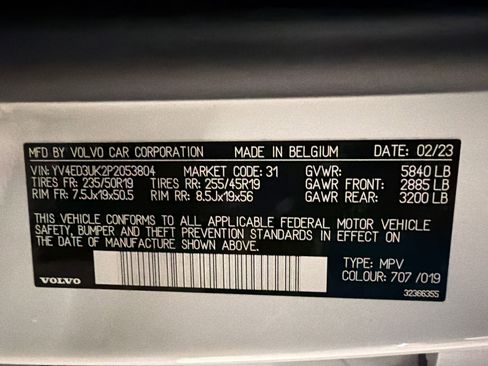 MFD BY VOLVO CAR CORPORATION MADE IN BELGIUM DATE: 02/23
VIN: YV4ED3UK2P2053804 MARKET CODE: 31 GVWR: 5840 LB
TIRES FR: 235/50R19 TIRES RR: 255/45R19 GAWR FRONT: 2885 LB
RIM FR: 7.5Jx19x50.5 RIM RR: 8.5Jx19x56 GAWR REAR: 3200 LB
THIS VEHICLE CONFORMS TO ALL APPLICABLE FEDERAL MOTOR VEHICLE
SAFETY, BUMPER AND THEFT PREVENTION STANDARDS IN EFFECT ON
THE DATE OF MANUFACTURE SHOWN ABOVE.
TYPE: MPV
VOLVO COLOUR: 707 /019
32366355